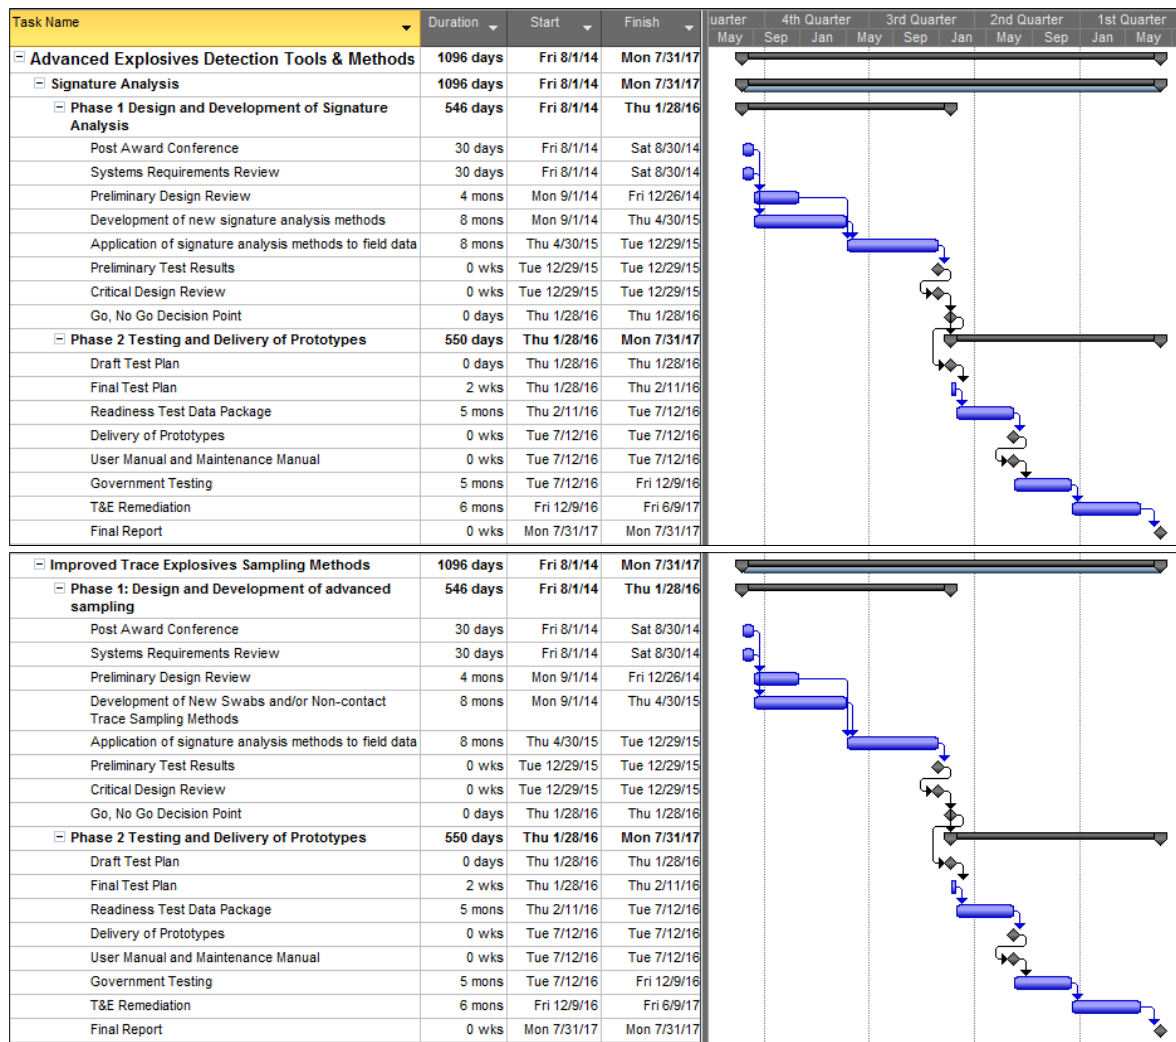 Task Name Duration Start Finish uarter 4th Quarter 3rd Quarter 2nd Quarter 1st Quarter
May Sep Jan May Sep Jan May Sep Jan May
Advanced Explosives Detection Tools & Methods 1096 days Fri 8/1/14 Mon 7/31/17
Signature Analysis 1096 days Fri 8/1/14 Mon 7/31/17
Phase 1 Design and Development of Signature 546 days Fri 8/1/14 Thu 1/28/16
Analysis
Post Award Conference 30 days Fri 8/1/14 Sat 8/30/14
Systems Requirements Review 30 days Fri 8/1/14 Sat 8/30/14
Preliminary Design Review 4 mons Mon 9/1/14 Fri 12/26/14
Development of new signature analysis methods 8 mons Mon 9/1/14 Thu 4/30/15
Application of signature analysis methods to field data 8 mons Thu 4/30/15 Tue 12/29/15
Preliminary Test Results 0 wks Tue 12/29/15 Tue 12/29/15
Critical Design Review 0 wks Tue 12/29/15 Tue 12/29/15
Go, No Go Decision Point 0 days Thu 1/28/16 Thu 1/28/16
Phase 2 Testing and Delivery of Prototypes 550 days Thu 1/28/16 Mon 7/31/17
Draft Test Plan 0 days Thu 1/28/16 Thu 1/28/16
Final Test Plan 2 wks Thu 1/28/16 Thu 2/11/16
Readiness Test Data Package 5 mons Thu 2/11/16 Tue 7/12/16
Delivery of Prototypes 0 wks Tue 7/12/16 Tue 7/12/16
User Manual and Maintenance Manual 0 wks Tue 7/12/16 Tue 7/12/16
Government Testing 5 mons Tue 7/12/16 Fri 12/9/16
T&E Remediation 6 mons Fri 12/9/16 Fri 6/9/17
Final Report 0 wks Mon 7/31/17 Mon 7/31/17
Improved Trace Explosives Sampling Methods 1096 days Fri 8/1/14 Mon 7/31/17
Phase 1: Design and Development of advanced 546 days Fri 8/1/14 Thu 1/28/16
sampling
Post Award Conference 30 days Fri 8/1/14 Sat 8/30/14
Systems Requirements Review 30 days Fri 8/1/14 Sat 8/30/14
Preliminary Design Review 4 mons Mon 9/1/14 Fri 12/26/14
Development of New Swabs and/or Non-contact 8 mons Mon 9/1/14 Thu 4/30/15
Trace Sampling Methods
Application of signature analysis methods to field data 8 mons Thu 4/30/15 Tue 12/29/15
Preliminary Test Results 0 wks Tue 12/29/15 Tue 12/29/15
Critical Design Review 0 wks Tue 12/29/15 Tue 12/29/15
Go, No Go Decision Point 0 days Thu 1/28/16 Thu 1/28/16
Phase 2 Testing and Delivery of Prototypes 550 days Thu 1/28/16 Mon 7/31/17
Draft Test Plan 0 days Thu 1/28/16 Thu 1/28/16
Final Test Plan 2 wks Thu 1/28/16 Thu 2/11/16
Readiness Test Data Package 5 mons Thu 2/11/16 Tue 7/12/16
Delivery of Prototypes 0 wks Tue 7/12/16 Tue 7/12/16
User Manual and Maintenance Manual 0 wks Tue 7/12/16 Tue 7/12/16
Government Testing 5 mons Tue 7/12/16 Fri 12/9/16
T&E Remediation 6 mons Fri 12/9/16 Fri 6/9/17
Final Report 0 wks Mon 7/31/17 Mon 7/31/17